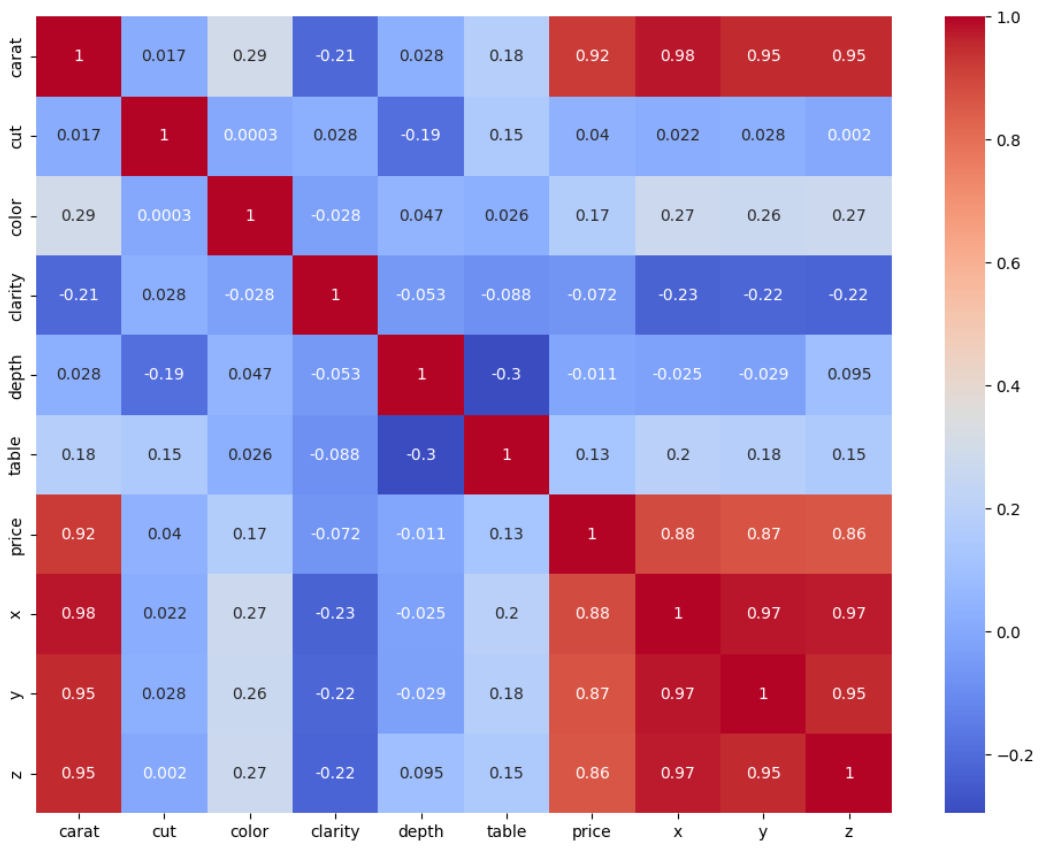 carat 1 0.017 0.29 -0.21 0.028 0.18 0.92 0.98 0.95 0.95
cut 0.017 1 0.0003 0.028 -0.19 0.15 0.04 0.022 0.028 0.002
color 0.29 0.0003 1 -0.028 0.047 0.026 0.17 0.27 0.26 0.27
clarity -0.21 0.028 -0.028 1 -0.053 -0.088 -0.072 -0.23 -0.22 -0.22
depth 0.028 -0.19 0.047 -0.053 1 -0.3 -0.011 -0.025 -0.029 0.095
table 0.18 0.15 0.026 -0.088 -0.3 1 0.13 0.2 0.18 0.15
price 0.92 0.04 0.17 -0.072 -0.011 0.13 1 0.88 0.87 0.86
x 0.98 0.022 0.27 -0.23 -0.025 0.2 0.88 1 0.97 0.97
y 0.95 0.028 0.26 -0.22 -0.029 0.18 0.87 0.97 1 0.95
z 0.95 0.002 0.27 -0.22 0.095 0.15 0.86 0.97 0.95 1
carat cut color clarity depth table price x y z
1.0
0.8
0.6
0.4
0.2
0.0
−0.2